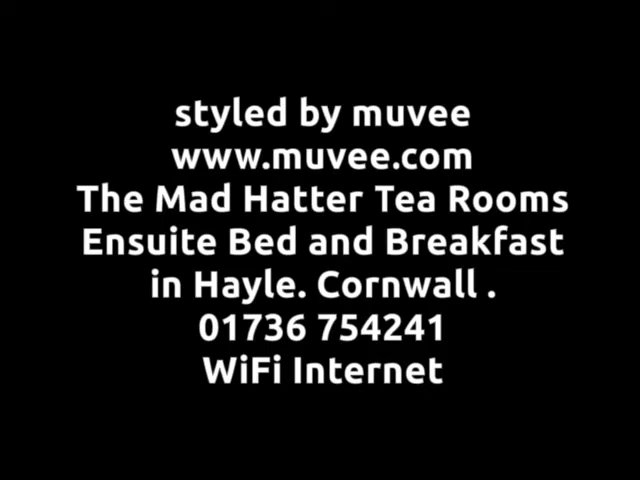 styled by muvee
www.muvee.com
The Mad Hatter Tea Rooms
Ensuite Bed and Breakfast
in Hayle. Cornwall .
01736 754241
WiFi Internet